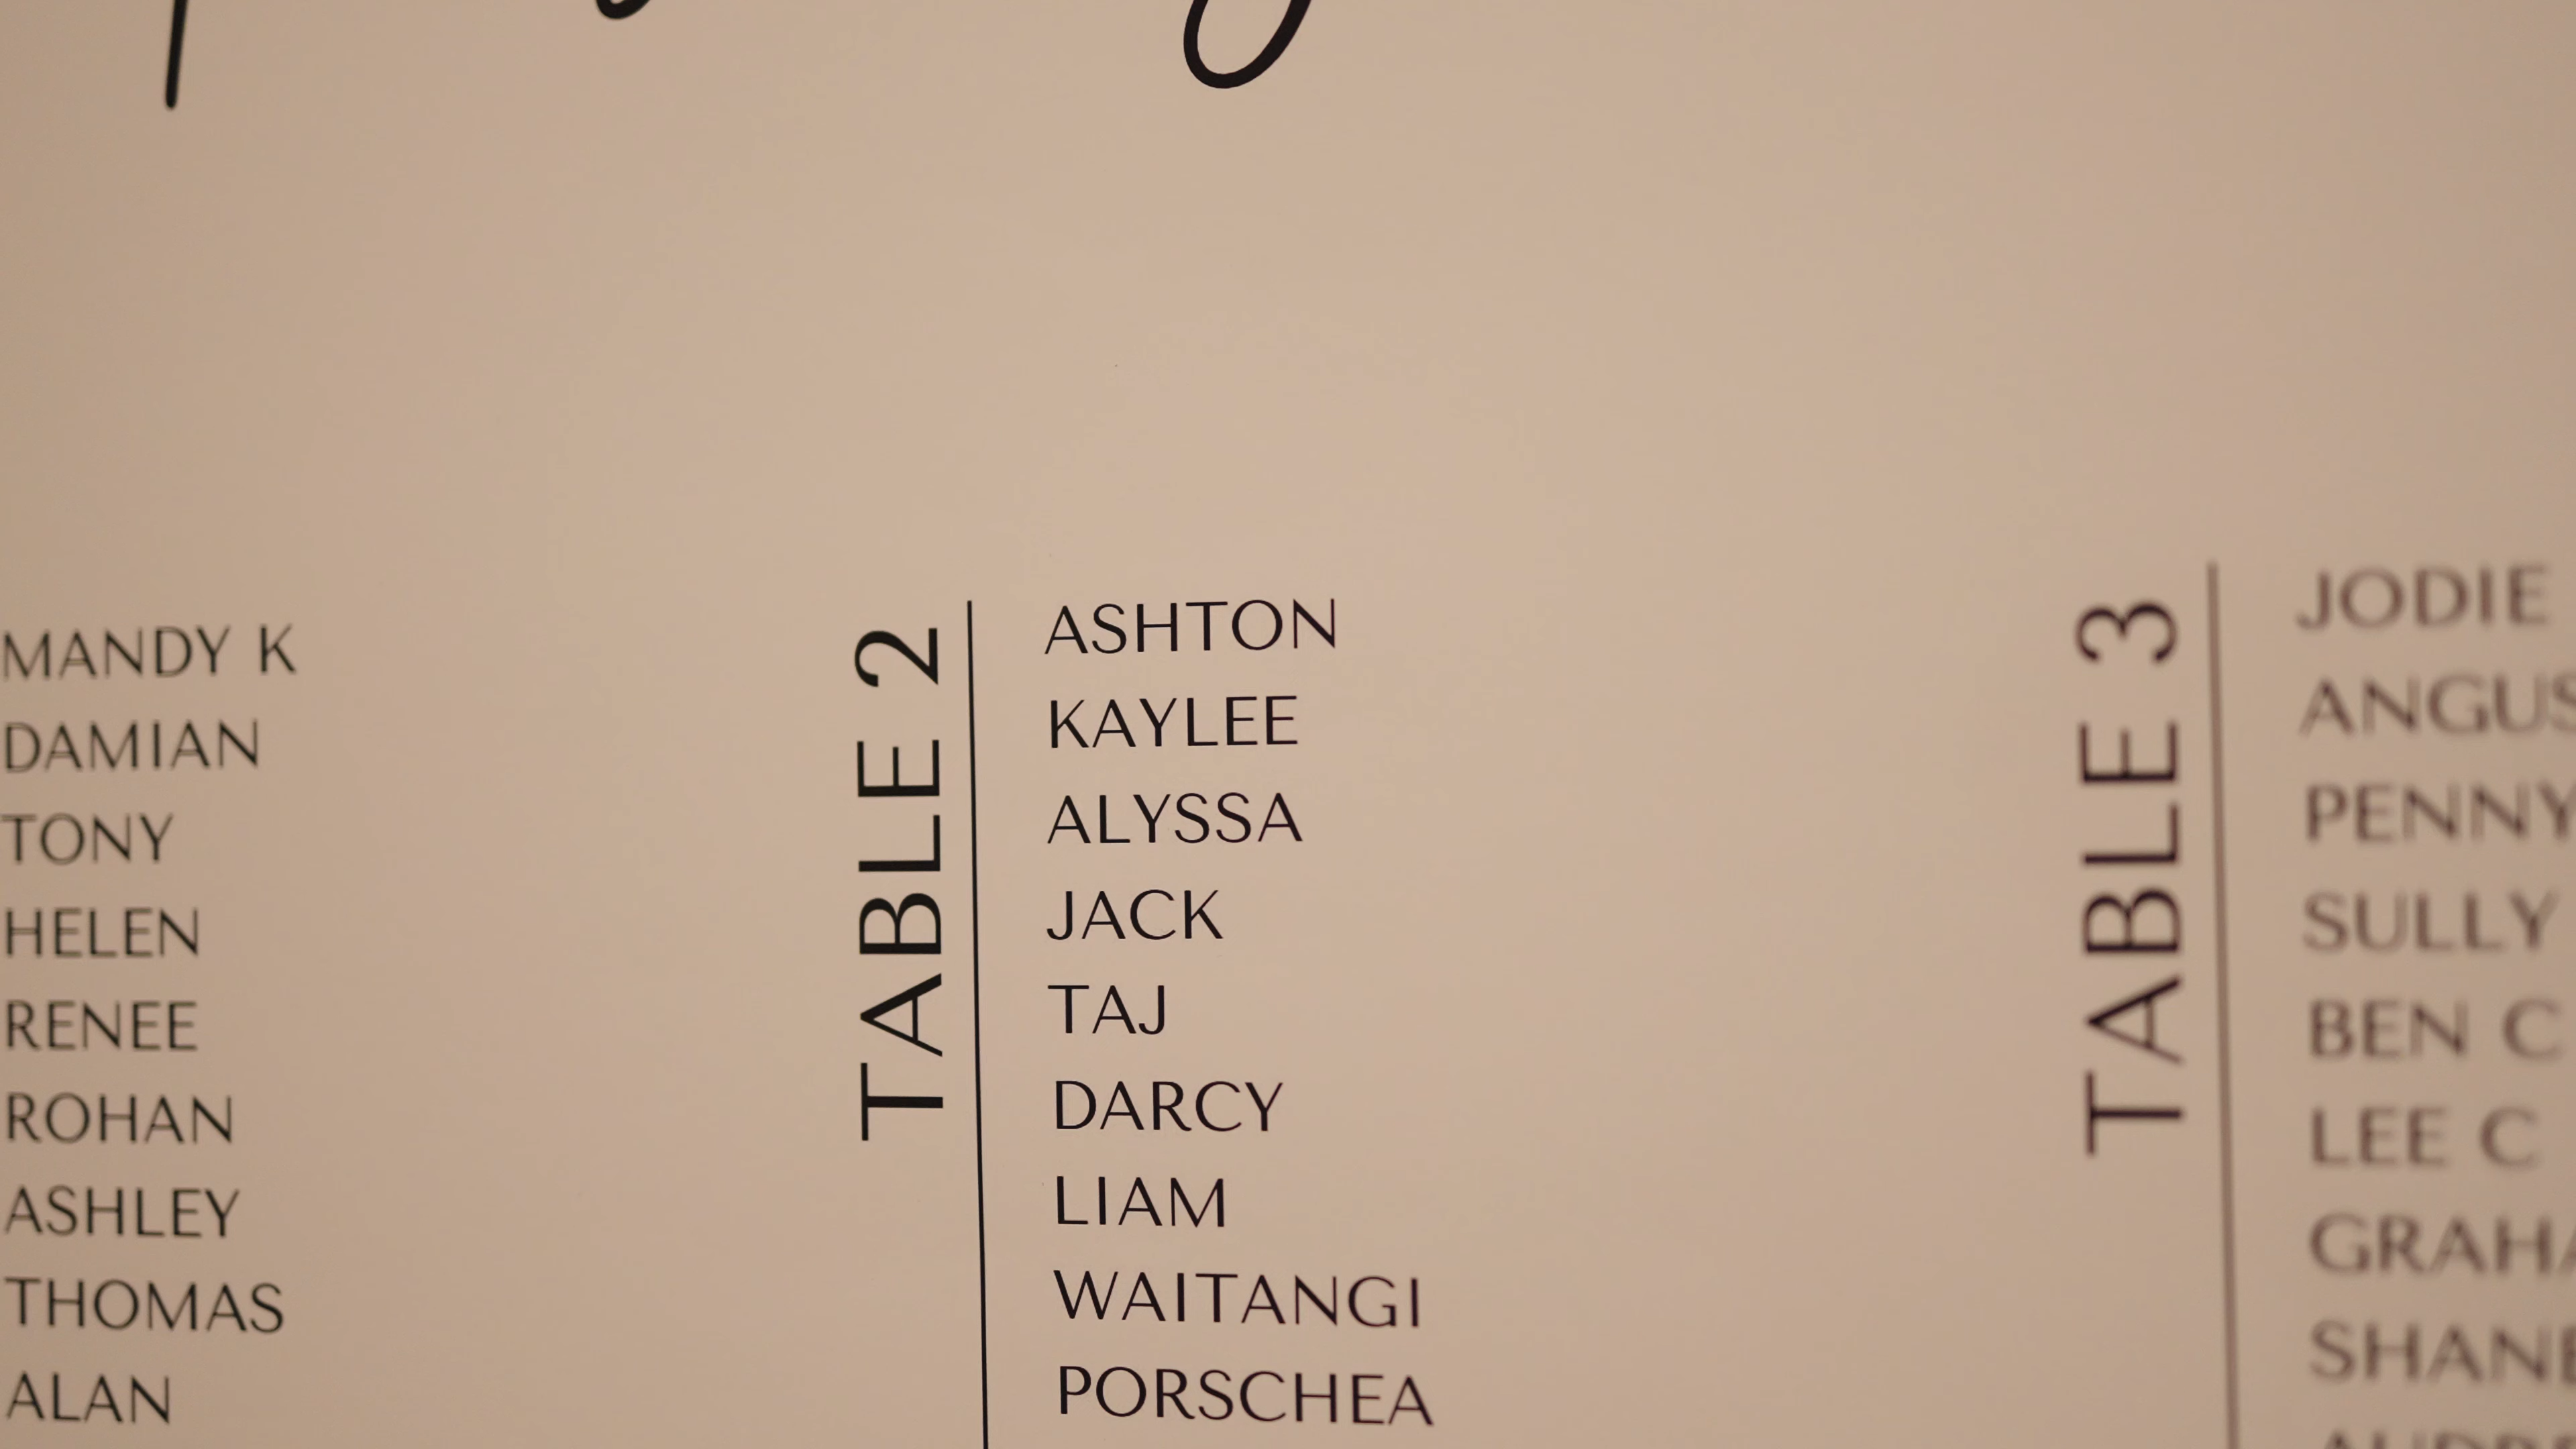 MANDY K
DAMIAN
TONY
HELEN
RENEE
ROHAN
ASHLEY
THOMAS
ALAN
TABLE 2
ASHTON
KAYLEE
ALYSSA
JACK
TAJ
DARCY
LIAM
WAITANGI
PORSCHEA
TABLE 3
JODIE
ANGUS
PENNY
SULLY
BEN C
LEE C